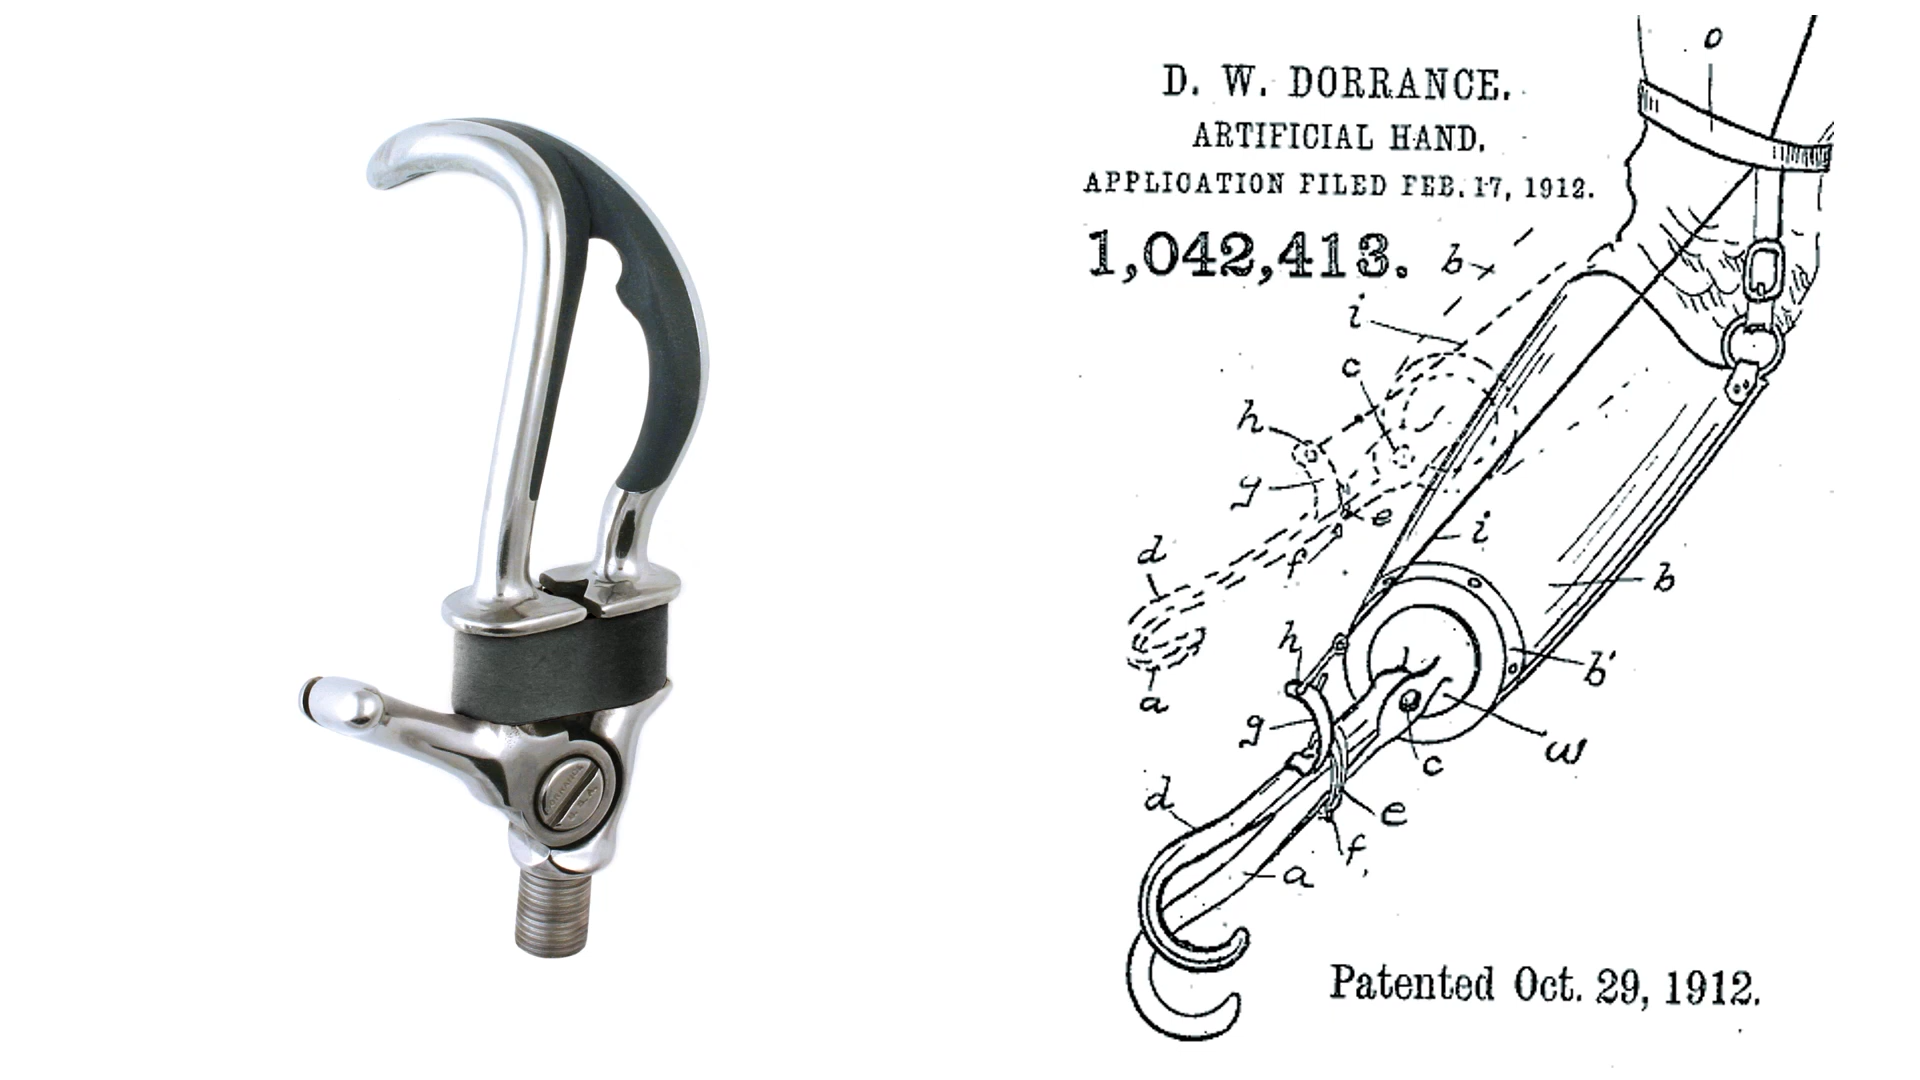 o
D. W. DORRANCE.
ARTIFICIAL HAND.
APPLICATION FILED FEB. 17, 1912.
1,042,413.
b
i
c
h
g
e
d
f
i
b
h
b'
a
g
w
c
d
e
f
a
Patented Oct. 29, 1912.